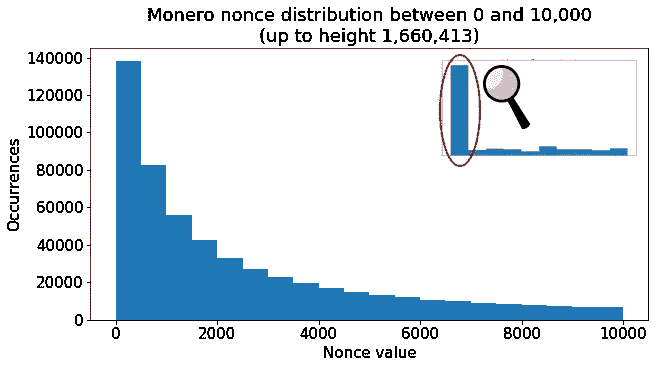 Monero nonce distribution between 0 and 10,000
(up to height 1,660,413)
140000
120000
100000
80000
60000
40000
20000
0
Occurrences
0 2000 4000 6000 8000 10000
Nonce value